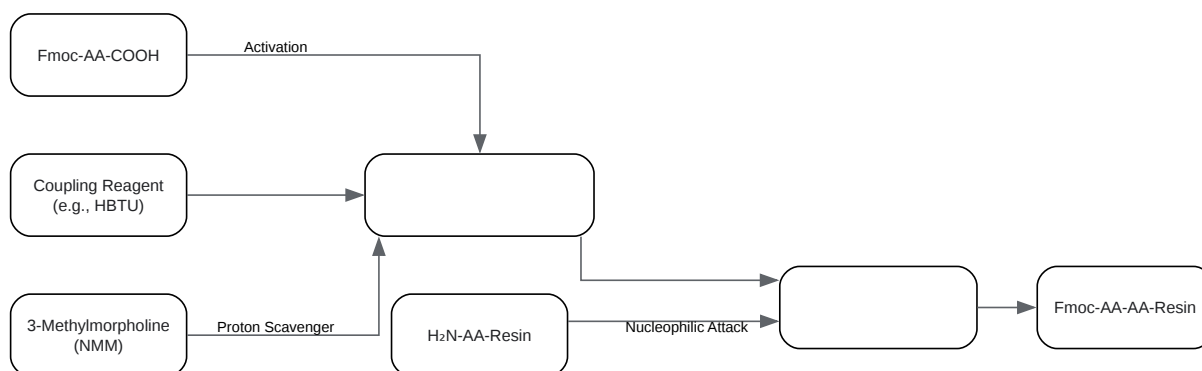 Fmoc-AA-COOH
Activation
Coupling Reagent
(e.g., HBTU)
3-Methylmorpholine
(NMM)
Proton Scavenger
H₂N-AA-Resin
Nucleophilic Attack
Fmoc-AA-AA-Resin